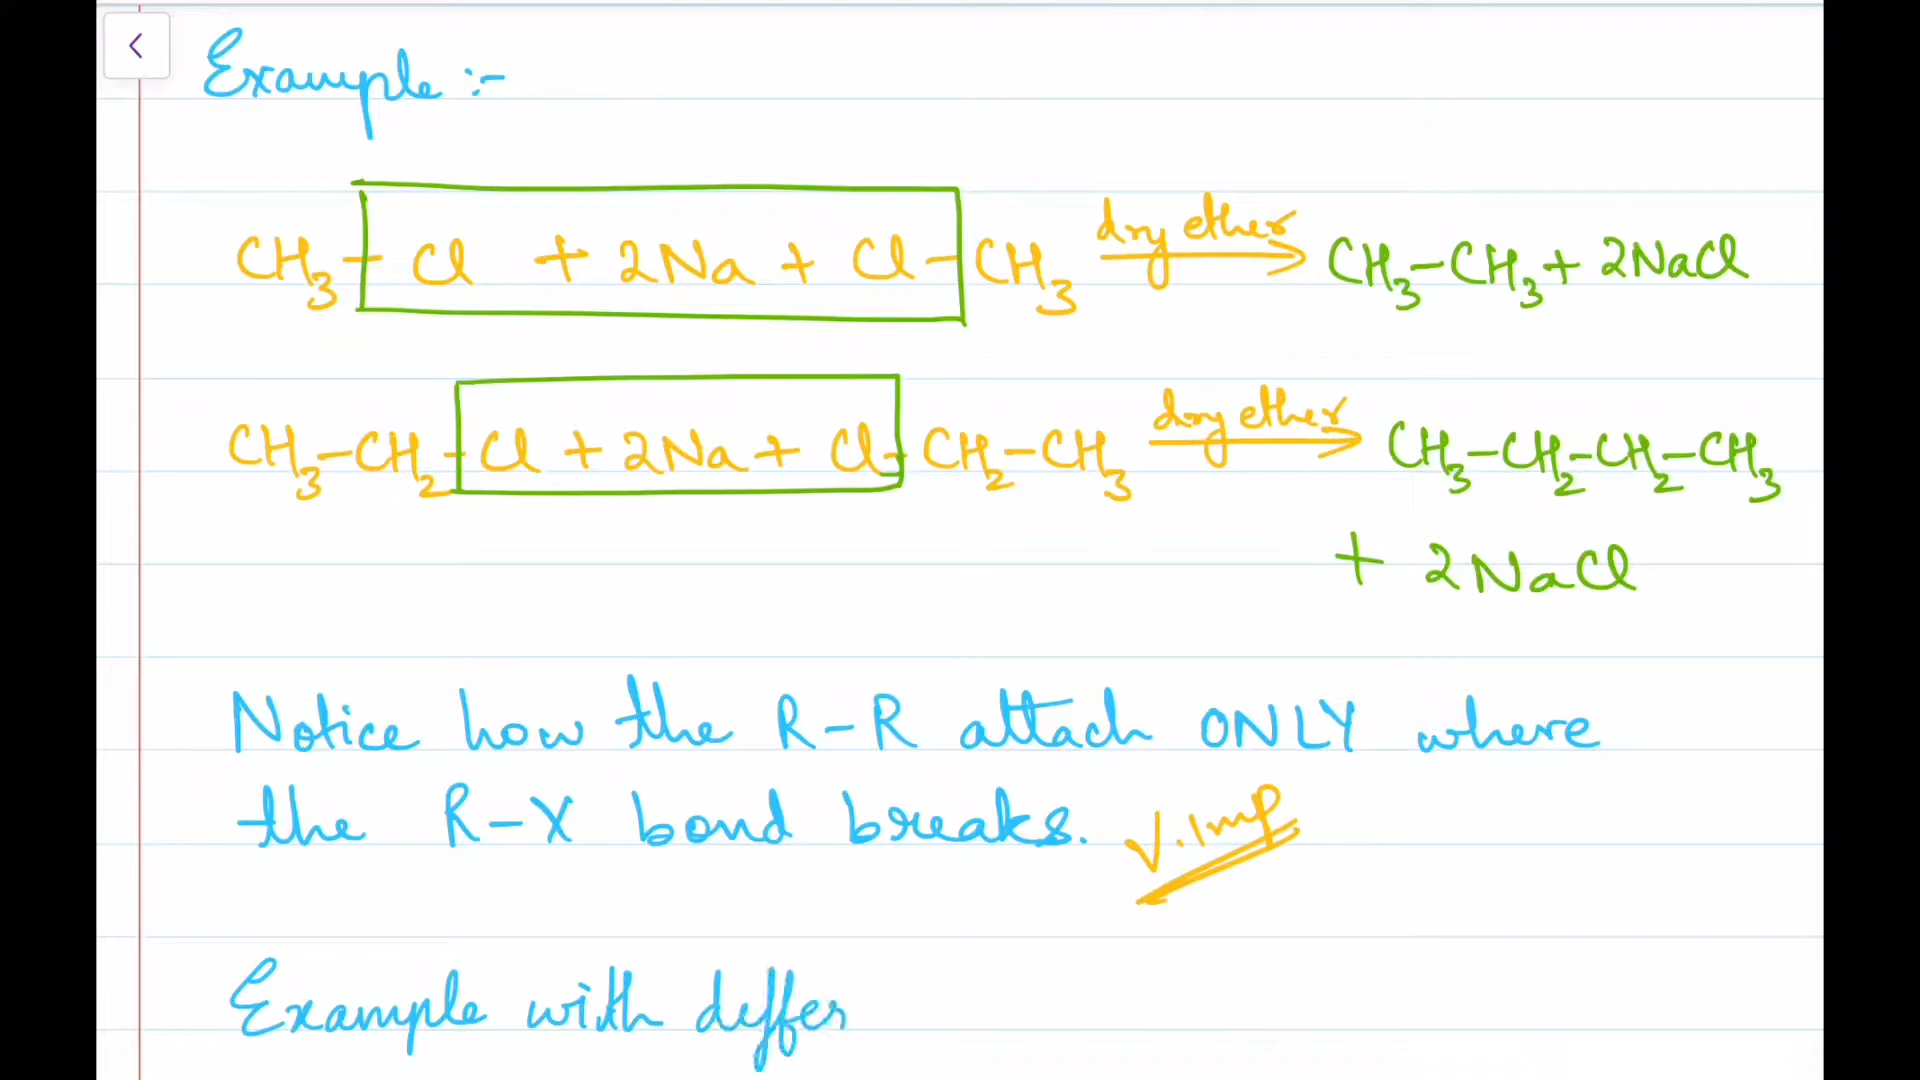 Example :-
CH₃-Cl + 2Na + Cl-CH₃ dry ether CH₃-CH₃ + 2NaCl
CH₃-CH₂-Cl + 2Na + Cl-CH₂-CH₃ dry ether CH₃-CH₂-CH₂-CH₃
+ 2NaCl
Notice how the R-R attach ONLY where
the R-X bond breaks. V.Imp
Example with differ